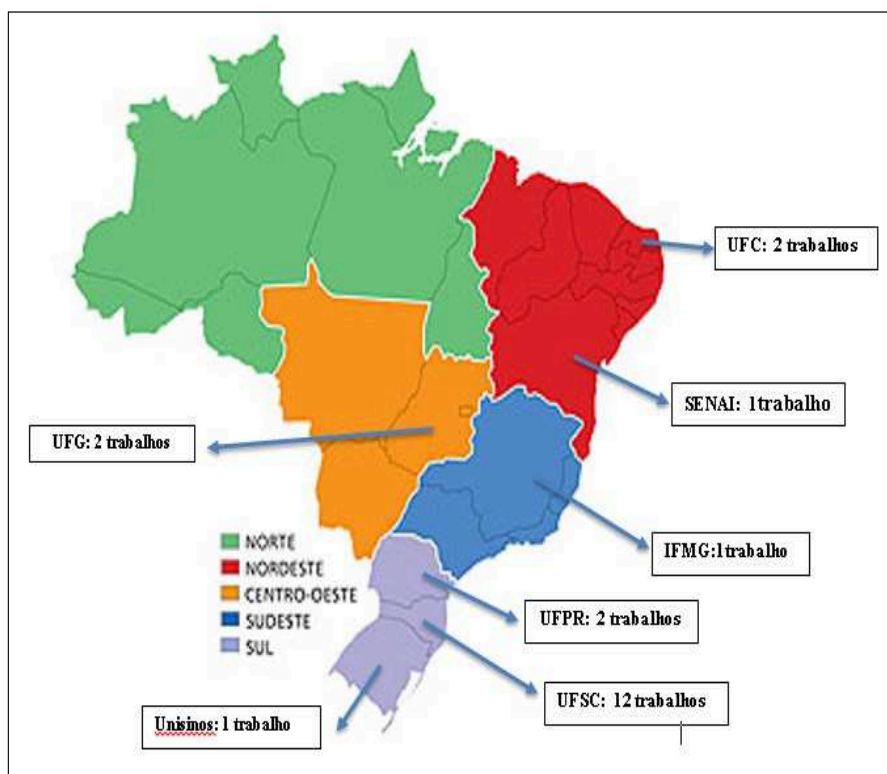 UFC: 2 trabalhos
SENAI: 1trabalho
UFG: 2 trabalhos
IFMG:1trabalho
NORTE
NORDESTE
CENTRO-OESTE
SUDESTE
SUL
UFPR: 2 trabalhos
UFSC: 12 trabalhos
Unisinos: 1 trabalho